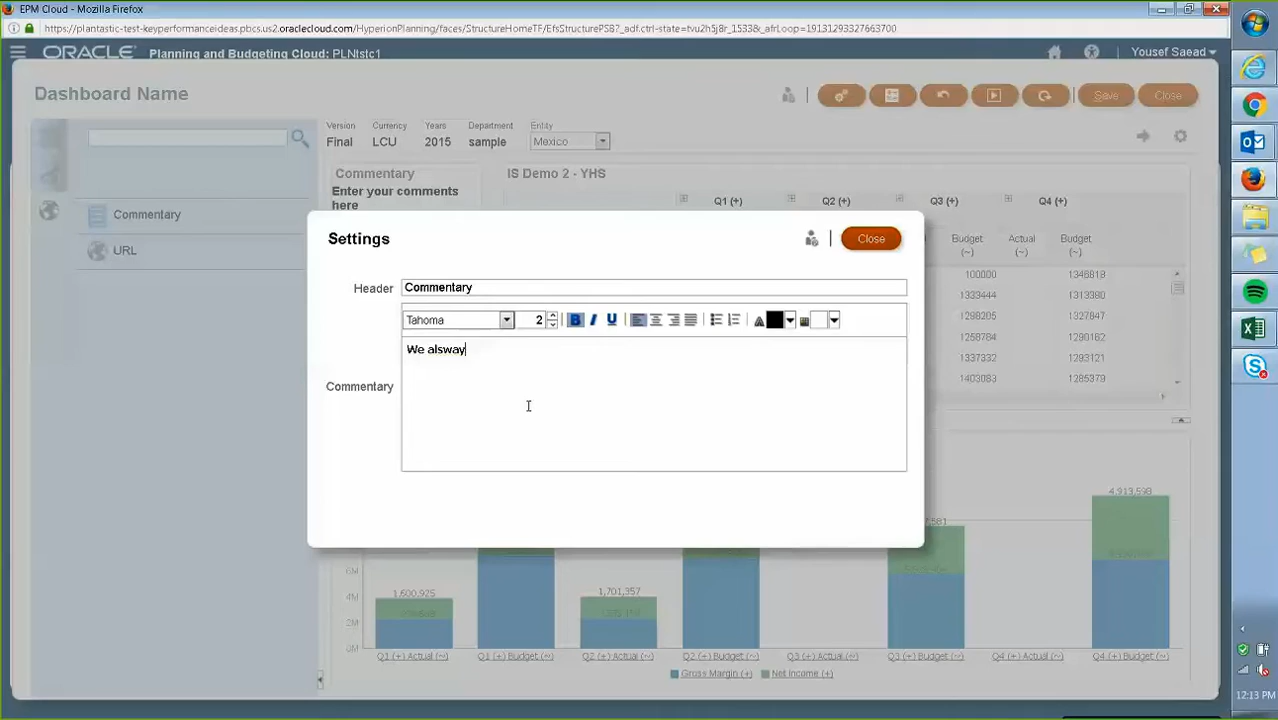 EPM Cloud - Mozilla Firefox
https://plantastic-test-keyperformanceideas.pbcs.us2.oraclecloud.com/HyperionPlanning/faces/StructureHomeTF/EfsStructurePS8?_adf.ctrl-state=tvu2h5j8r_1533&_afrLoop=19131293327663700
ORACLE Planning and Budgeting Cloud: PLNtstc1
Yousef Saead
Dashboard Name
Save
Close
Version Currency Years Department Entity
Final LCU 2015 sample Mexico
Commentary
Enter your comments
here
IS Demo 2 - YHS
Q1 (+) Q2 (+) Q3 (+) Q4 (+)
Commentary
URL
Budget Actual Budget
(~) (~) (~)
100000 1346818
1333444 1313380
1298205 1327847
1258784 1290162
1337332 1293121
1403083 1285379
Settings
Close
Header Commentary
Tahoma 2 B I U
We alsway
Commentary
4,913,598
1,600,925
1,701,357
6M
4M
2M
0M
Q1 (+) Actual (~) Q1 (+) Budget (~) Q2 (+) Actual (~) Q2 (+) Budget (~) Q3 (+) Actual (~) Q3 (+) Budget (~) Q4 (+) Actual (~) Q4 (+) Budget (~)
Gross Margin (+) Net Income (+)
12:13 PM